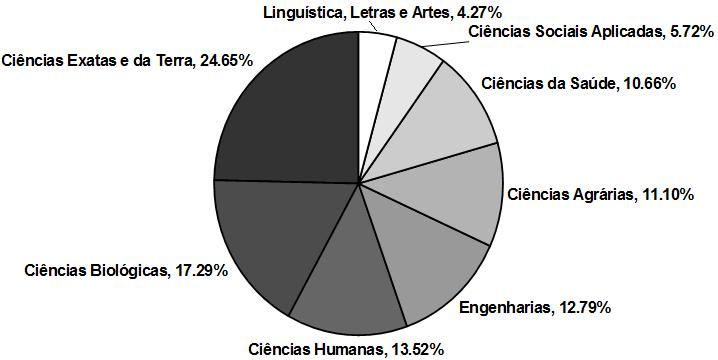 Linguística, Letras e Artes, 4.27%
Ciências Sociais Aplicadas, 5.72%
Ciências Exatas e da Terra, 24.65%
Ciências da Saúde, 10.66%
Ciências Agrárias, 11.10%
Ciências Biológicas, 17.29%
Engenharias, 12.79%
Ciências Humanas, 13.52%